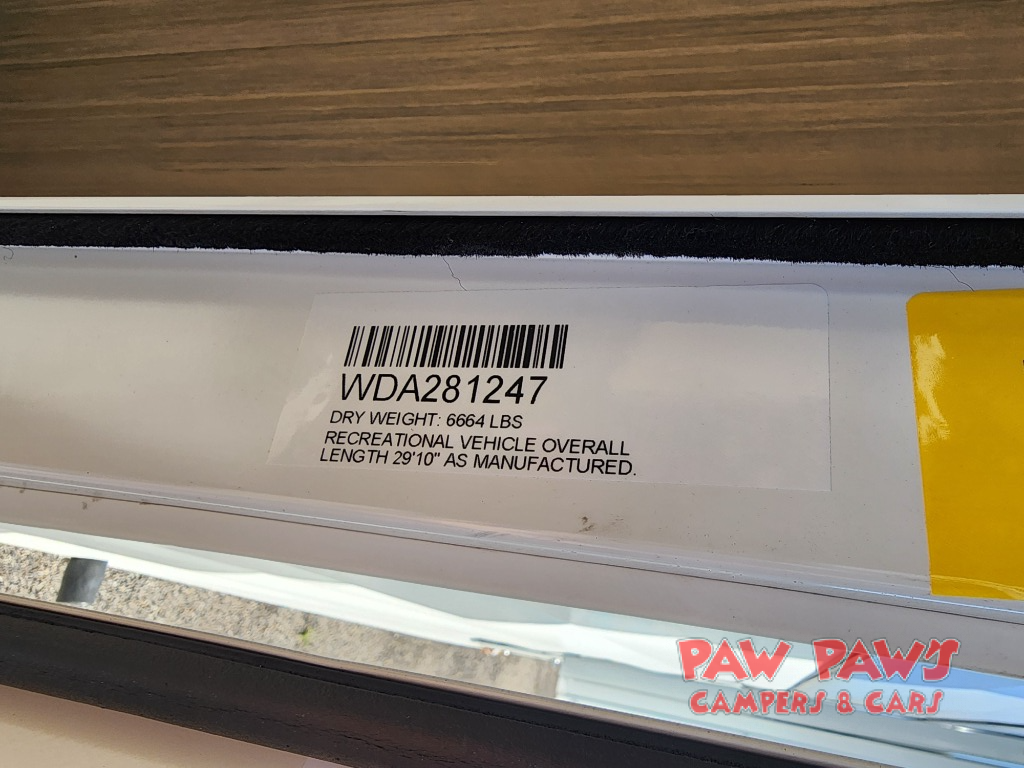 WDA281247
DRY WEIGHT: 6664 LBS
RECREATIONAL VEHICLE OVERALL
LENGTH 29'10" AS MANUFACTURED.
PAW PAW'S
CAMPERS & CARS